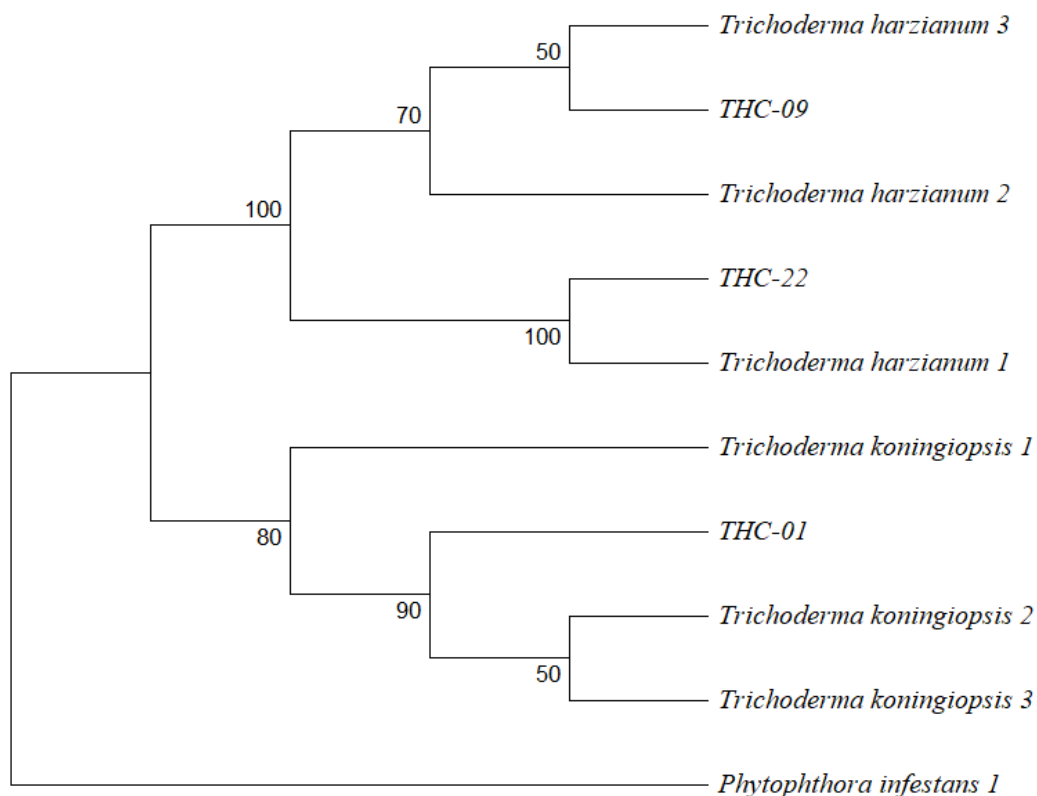 Trichoderma harzianum 3
50
THC-09
70
Trichoderma harzianum 2
100
THC-22
100
Trichoderma harzianum 1
Trichoderma koningiopsis 1
80
THC-01
90
Trichoderma koningiopsis 2
50
Trichoderma koningiopsis 3
Phytophthora infestans 1